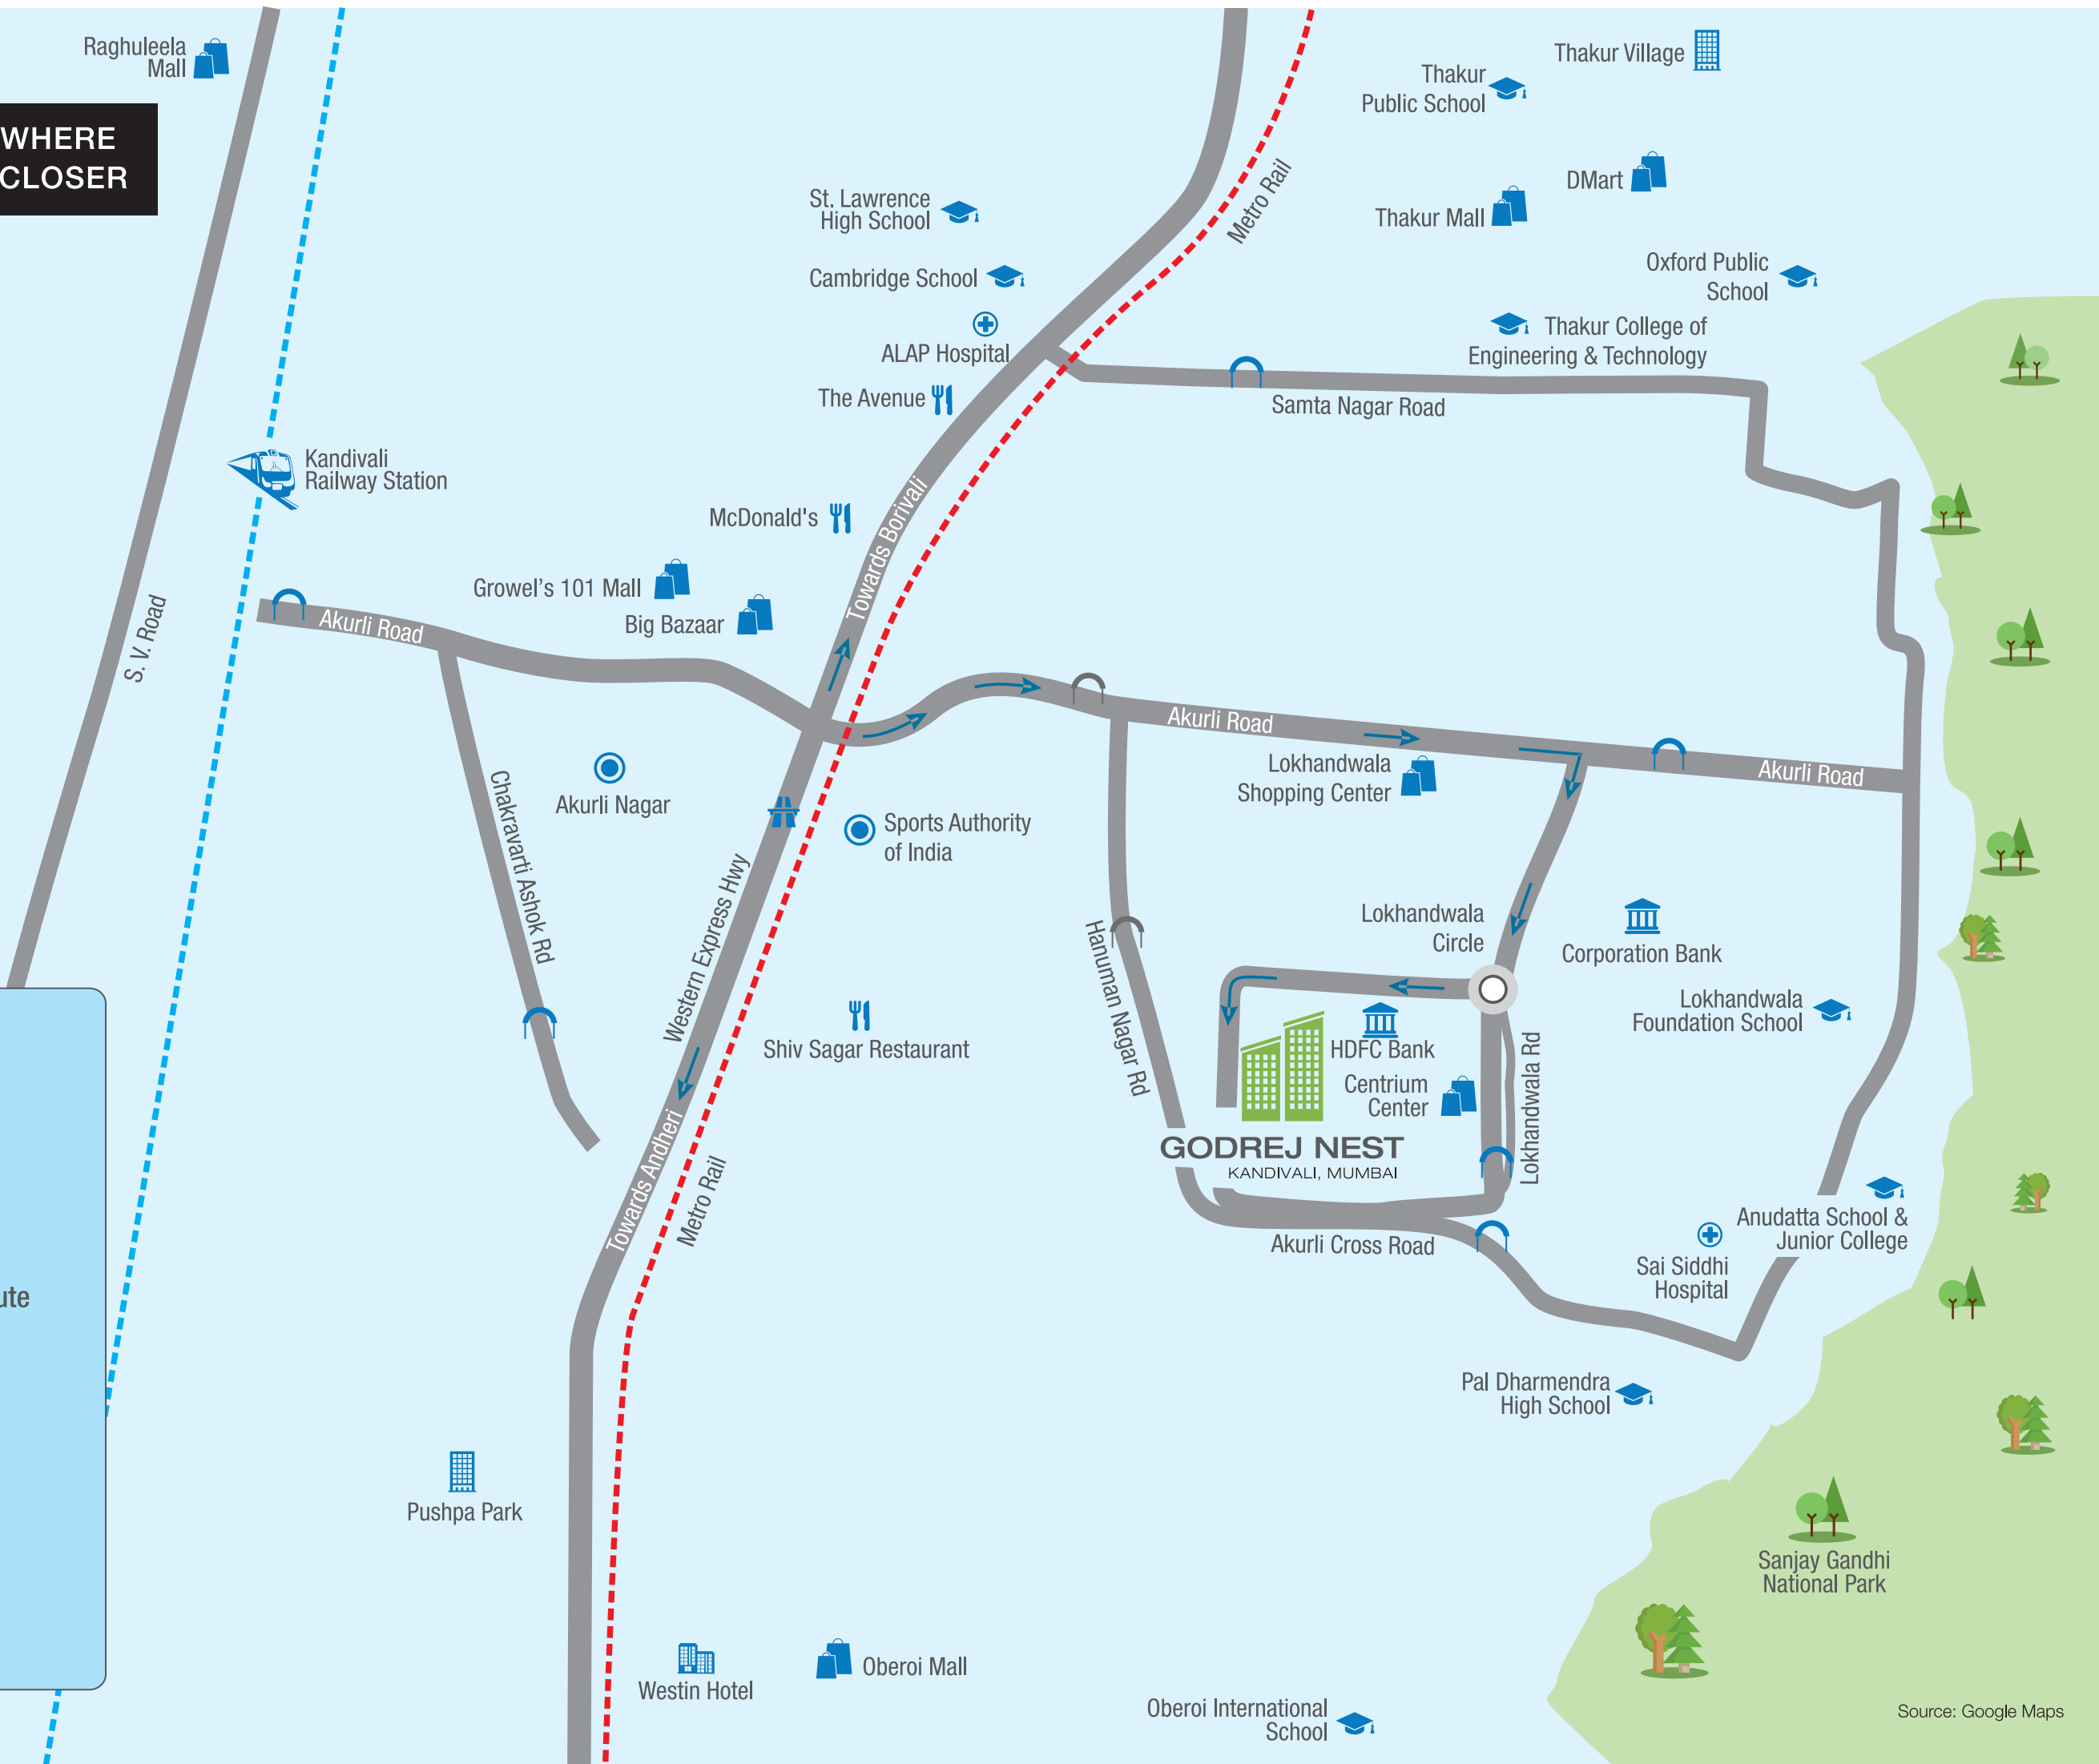 Raghuleela
Mall
WHERE
CLOSER
Thakur Village
Thakur
Public School
DMart
Thakur Mall
Metro Rail
St. Lawrence
High School
Cambridge School
Oxford Public
School
ALAP Hospital
Thakur College of
Engineering & Technology
The Avenue
Samta Nagar Road
Kandivali
Railway Station
McDonald's
Towards Borivali
Growel's 101 Mall
Big Bazaar
S. V. Road
Akurli Road
Akurli Road
Akurli Road
Lokhandwala
Shopping Center
Akurli Nagar
Chakravarti Ashok Rd
Sports Authority
of India
Western Express Hwy
Hanuman Nagar Rd
Lokhandwala
Circle
Corporation Bank
Lokhandwala
Foundation School
Shiv Sagar Restaurant
HDFC Bank
Centrium
Center
Lokhandwala Rd
GODREJ NEST
KANDIVALI, MUMBAI
Towards Andheri
Metro Rail
Akurli Cross Road
Anudatta School &
Junior College
Sai Siddhi
Hospital
ute
Pal Dharmendra
High School
Pushpa Park
Sanjay Gandhi
National Park
Westin Hotel
Oberoi Mall
Oberoi International
School
Source: Google Maps